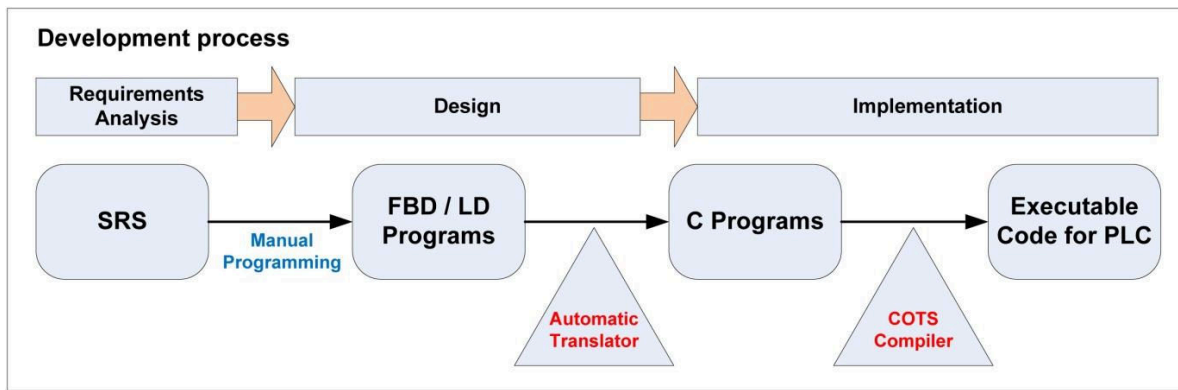 Development process
Requirements
Analysis
Design
Implementation
SRS
Manual
Programming
FBD / LD
Programs
Automatic
Translator
C Programs
COTS
Compiler
Executable
Code for PLC